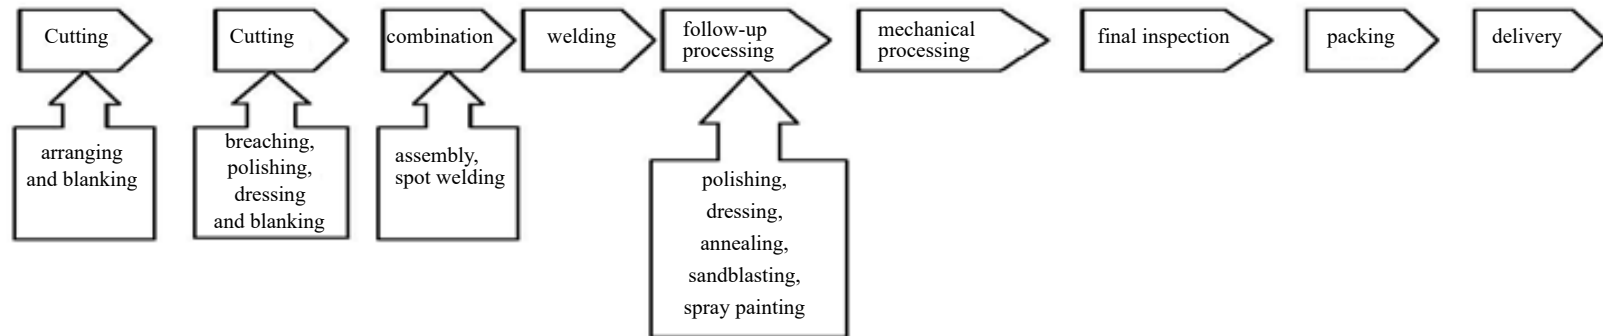 Cutting
Cutting
combination
welding
follow-up
processing
mechanical
processing
final inspection
packing
delivery
arranging
and blanking
breaching,
polishing,
dressing
and blanking
assembly,
spot welding
polishing,
dressing,
annealing,
sandblasting,
spray painting